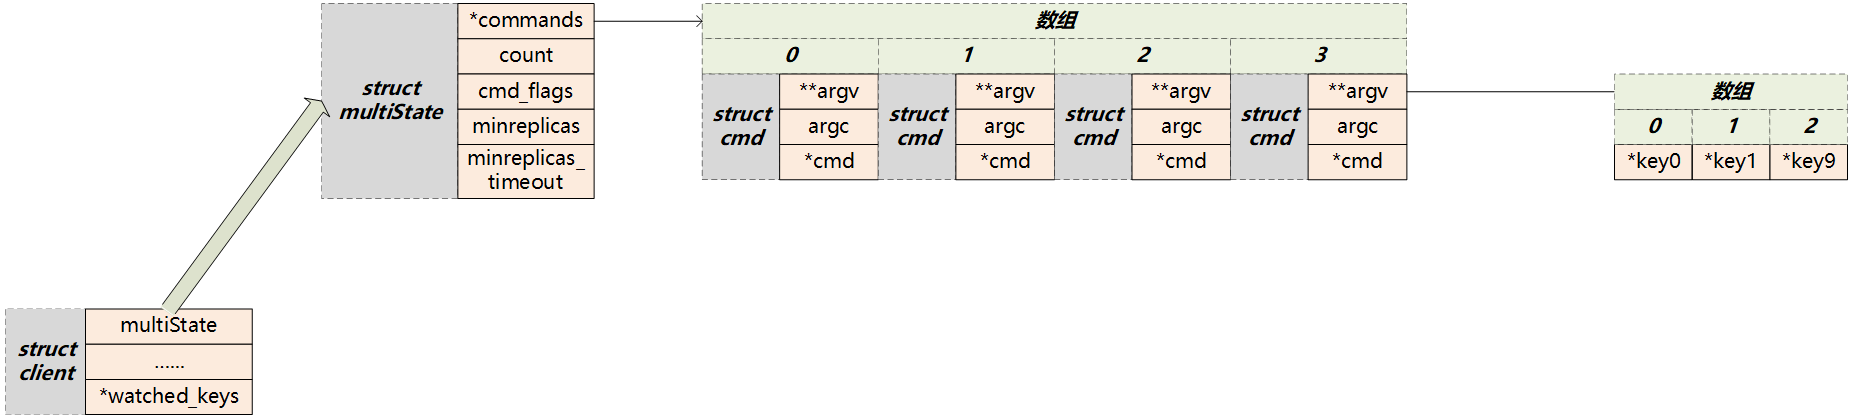 struct
multiState
*commands
count
cmd_flags
minreplicas
minreplicas_
timeout
数组
0 1 2 3
struct
cmd
**argv
argc
*cmd
struct
cmd
**argv
argc
*cmd
struct
cmd
**argv
argc
*cmd
struct
cmd
**argv
argc
*cmd
数组
0 1 2
*key0 *key1 *key9
struct
client
multiState
......
*watched_keys